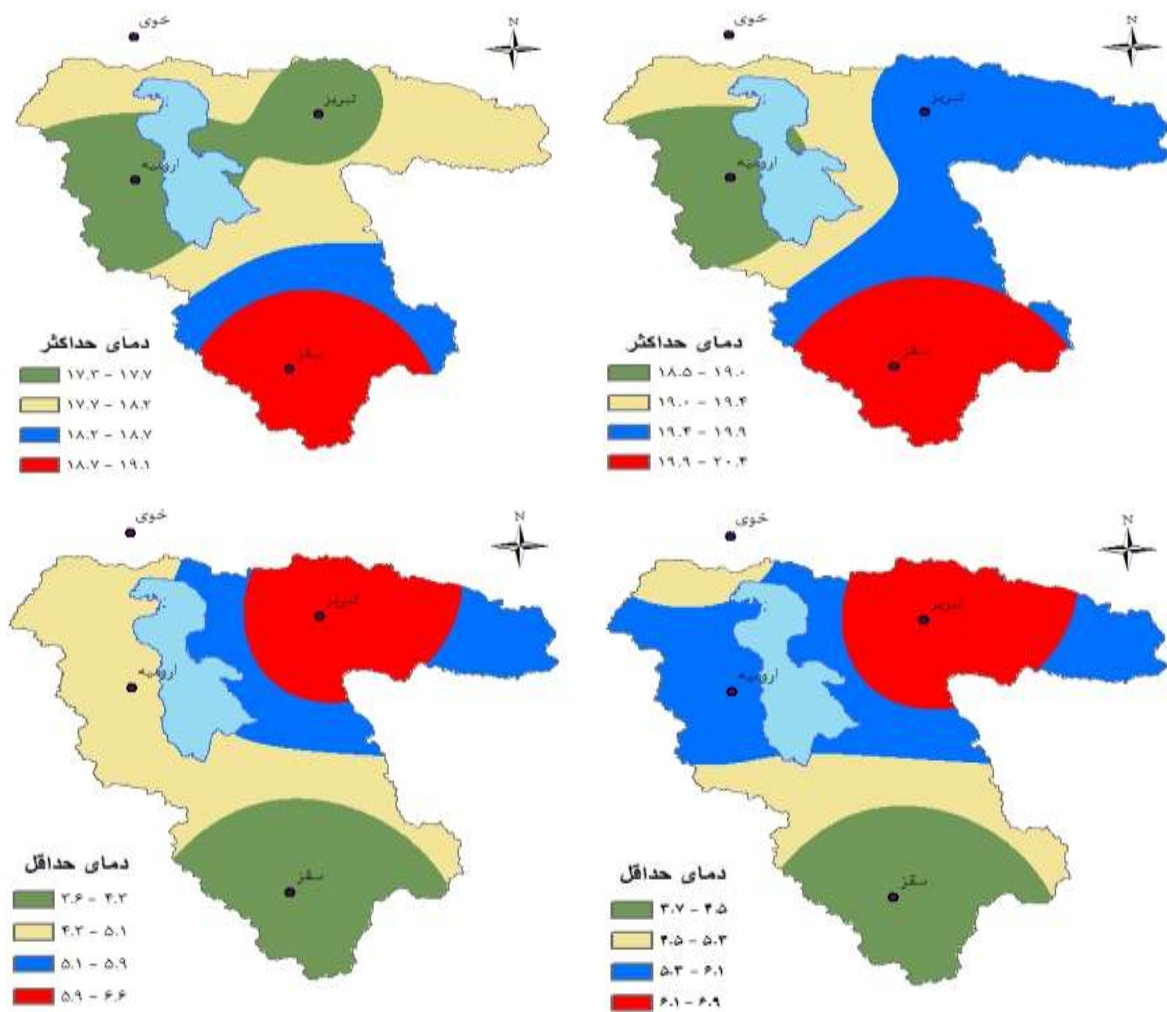 خوی
N
تبریز
ارومیه
سقز
دمای حداکثر
۱۷.۳ - ۱۷.۷
۱۷.۷ - ۱۸.۲
۱۸.۲ - ۱۸.۷
۱۸.۷ - ۱۹.۱
خوی
N
تبریز
ارومیه
سقز
دمای حداکثر
۱۸.۵ - ۱۹.۰
۱۹.۰ - ۱۹.۴
۱۹.۴ - ۱۹.۹
۱۹.۹ - ۲۰.۴
خوی
N
تبریز
ارومیه
سقز
دمای حداقل
۳.۶ - ۴.۳
۴.۳ - ۵.۱
۵.۱ - ۵.۹
۵.۹ - ۶.۶
خوی
N
تبریز
ارومیه
سقز
دمای حداقل
۳.۷ - ۴.۵
۴.۵ - ۵.۳
۵.۳ - ۶.۱
۶.۱ - ۶.۹